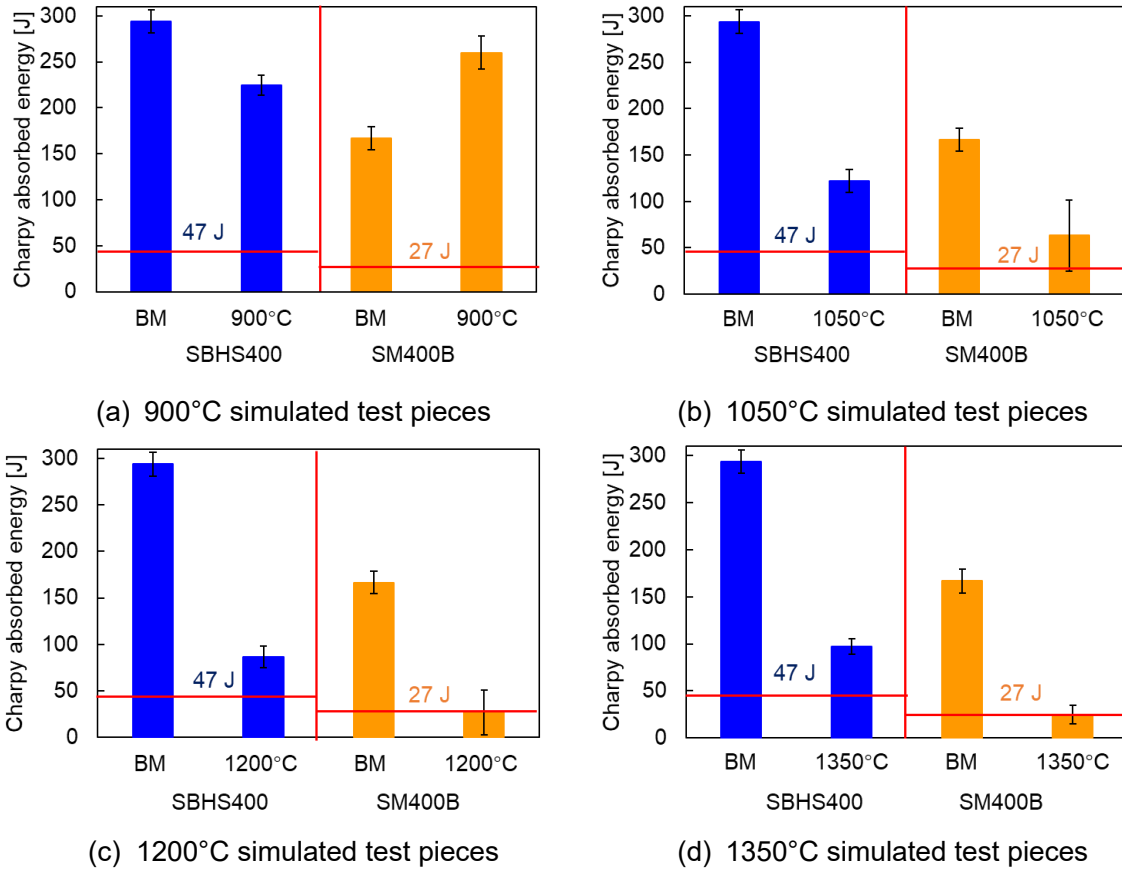 Charpy absorbed energy [J]
300
250
200
150
100
50
0
47 J
27 J
BM 900°C BM 900°C
SBHS400 SM400B
(a) 900°C simulated test pieces
Charpy absorbed energy [J]
300
250
200
150
100
50
0
47 J
27 J
BM 1050°C BM 1050°C
SBHS400 SM400B
(b) 1050°C simulated test pieces
Charpy absorbed energy [J]
300
250
200
150
100
50
0
47 J
27 J
BM 1200°C BM 1200°C
SBHS400 SM400B
(c) 1200°C simulated test pieces
Charpy absorbed energy [J]
300
250
200
150
100
50
0
47 J
27 J
BM 1350°C BM 1350°C
SBHS400 SM400B
(d) 1350°C simulated test pieces